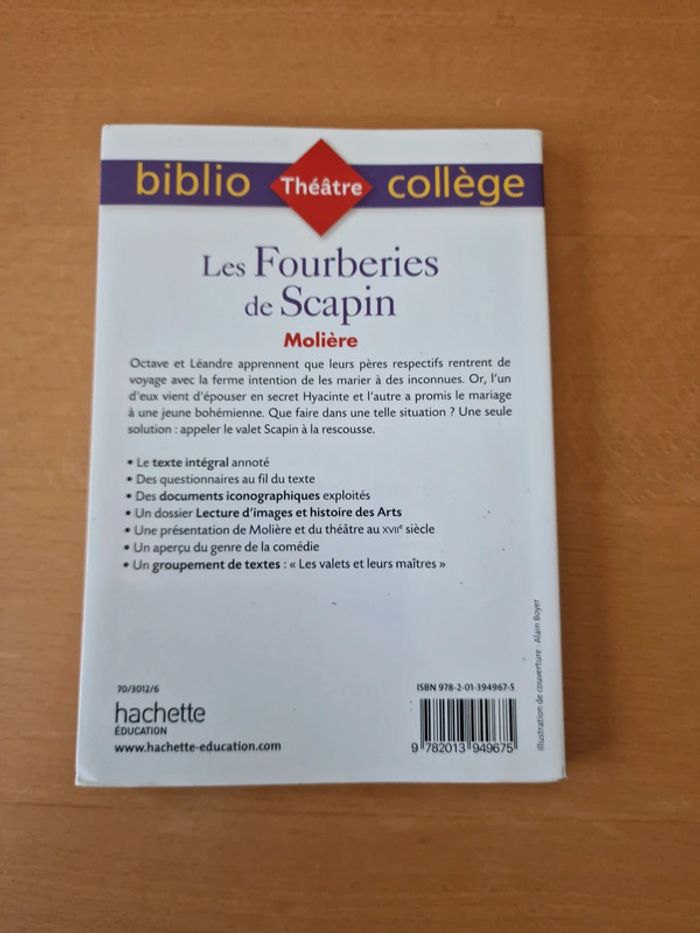 biblio Théâtre collège
Les Fourberies
de Scapin
Molière
Octave et Léandre apprennent que leurs pères respectifs rentrent de
voyage avec la ferme intention de les marier à des inconnues. Or, l'un
d'eux vient d'épouser en secret Hyacinte et l'autre a promis le mariage
à une jeune bohémienne. Que faire dans une telle situation ? Une seule
solution : appeler le valet Scapin à la rescousse.
• Le texte intégral annoté
• Des questionnaires au fil du texte
• Des documents iconographiques exploités
• Un dossier Lecture d'images et histoire des Arts
• Une présentation de Molière et du théâtre au XVIIe siècle
• Un aperçu du genre de la comédie
• Un groupement de textes : « Les valets et leurs maîtres »
Illustration de couverture : Alain Boyer
70/3012/6
hachette
ÉDUCATION
www.hachette-education.com
ISBN 978-2-01-394967-5
9 782013 949675